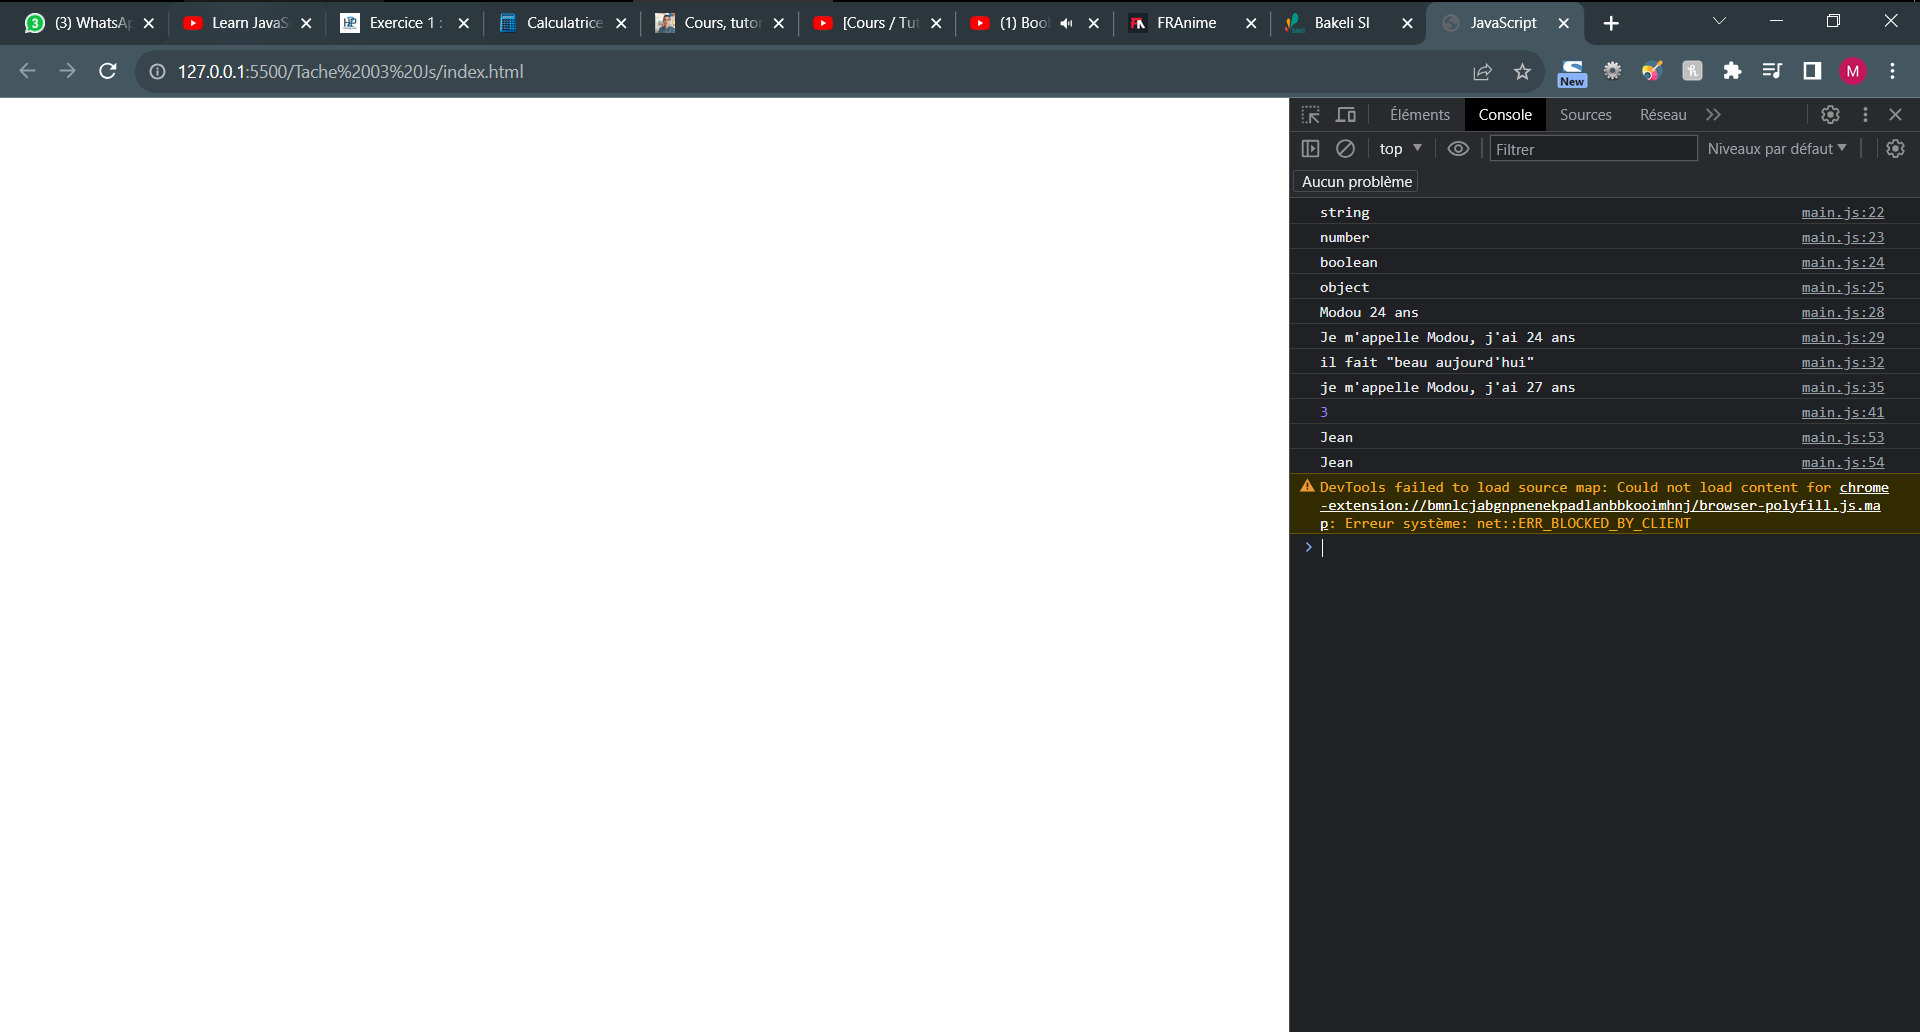 3 (3) WhatsAp
Learn JavaS
Exercice 1 :
Calculatrice
Cours, tutor
[Cours / Tut
(1) Boo
FRAnime
Bakeli SI
JavaScript
127.0.0.1:5500/Tache%2003%20Js/index.html
New
M
Éléments
Console
Sources
Réseau
top
Filtrer
Niveaux par défaut
Aucun problème
string main.js:22
number main.js:23
boolean main.js:24
object main.js:25
Modou 24 ans main.js:28
Je m'appelle Modou, j'ai 24 ans main.js:29
il fait "beau aujourd'hui" main.js:32
je m'appelle Modou, j'ai 27 ans main.js:35
3 main.js:41
Jean main.js:53
Jean main.js:54
DevTools failed to load source map: Could not load content for chrome
-extension://bmnlcjabgnpnenekpadlanbbkooimhnj/browser-polyfill.js.ma
p: Erreur système: net::ERR_BLOCKED_BY_CLIENT